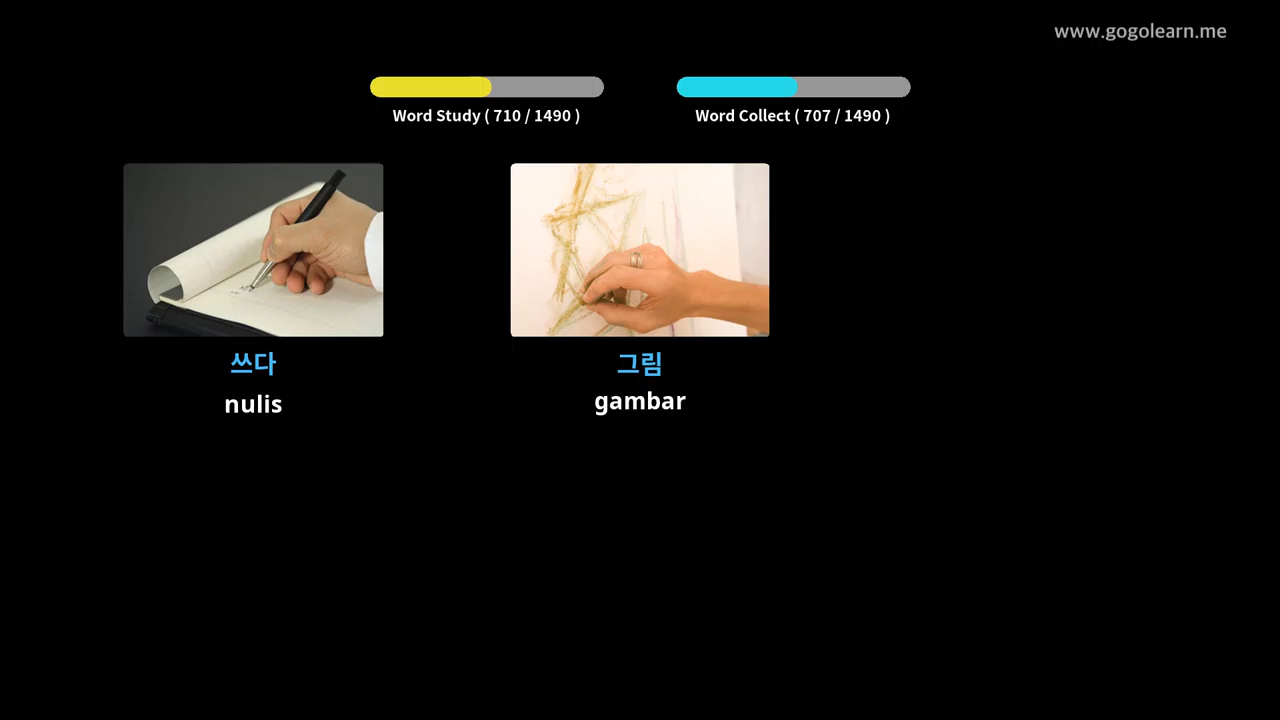 www.gogolearn.me
Word Study ( 710 / 1490 )
Word Collect ( 707 / 1490 )
쓰다
nulis
그림
gambar